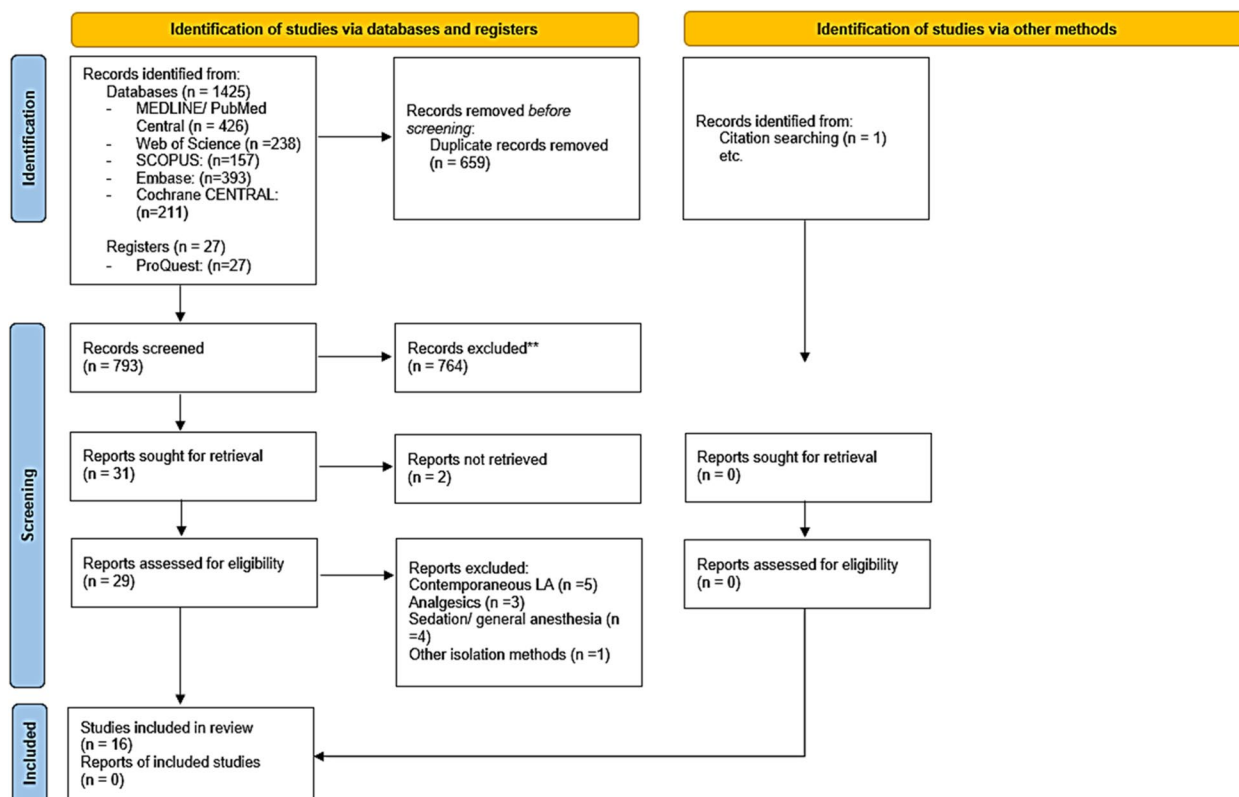 Identification of studies via databases and registers
Identification of studies via other methods
Identification
Records identified from:
Databases (n = 1425)
- MEDLINE/ PubMed
Central (n = 426)
- Web of Science (n =238)
- SCOPUS: (n=157)
- Embase: (n=393)
- Cochrane CENTRAL:
(n=211)
Registers (n = 27)
- ProQuest: (n=27)
Records removed before
screening:
Duplicate records removed
(n = 659)
Records identified from:
Citation searching (n = 1)
etc.
Screening
Records screened
(n = 793)
Records excluded**
(n = 764)
Reports sought for retrieval
(n = 31)
Reports not retrieved
(n = 2)
Reports sought for retrieval
(n = 0)
Reports assessed for eligibility
(n = 29)
Reports excluded:
Contemporaneous LA (n =5)
Analgesics (n =3)
Sedation/ general anesthesia (n
=4)
Other isolation methods (n =1)
Reports assessed for eligibility
(n = 0)
Included
Studies included in review
(n = 16)
Reports of included studies
(n = 0)